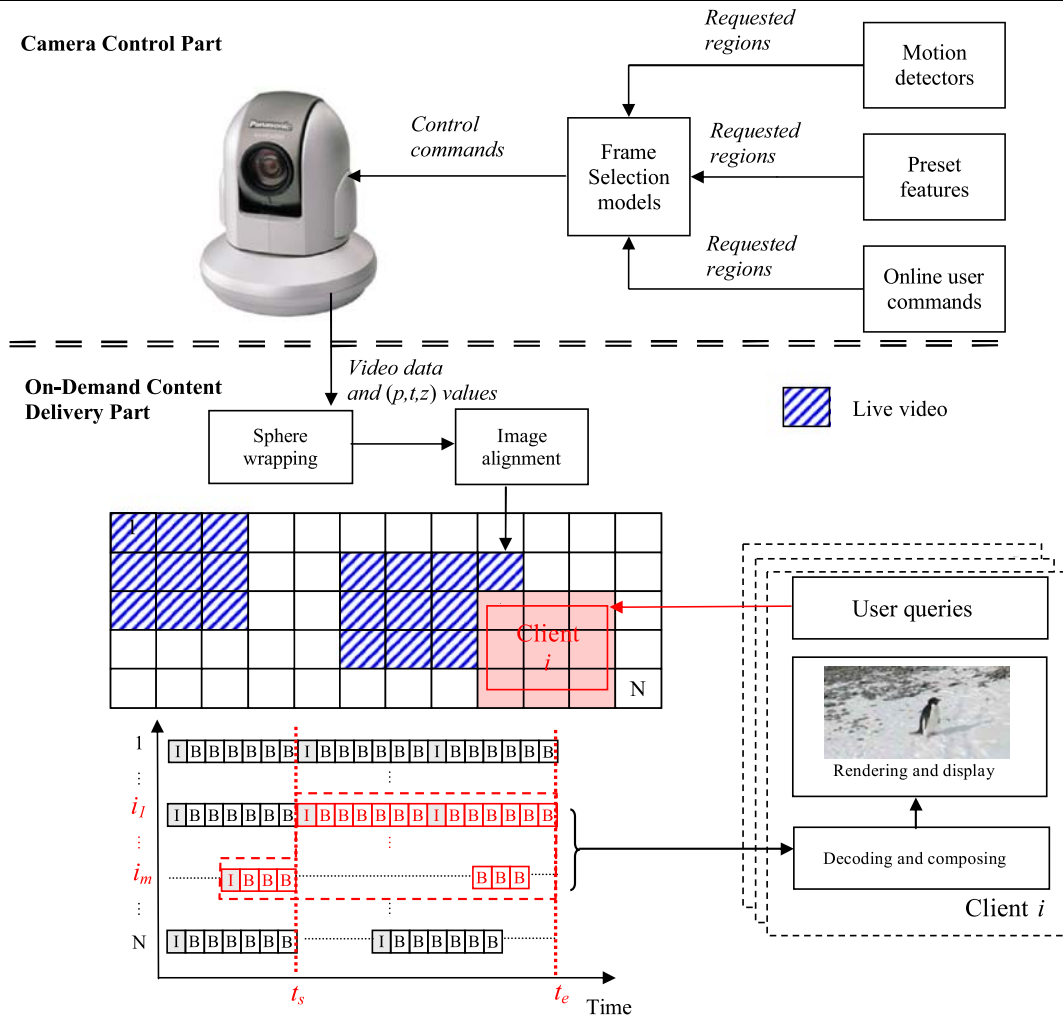 Camera Control Part
Requested
regions
Motion
detectors
Panasonic
Control
commands
Frame
Selection
models
Requested
regions
Preset
features
Requested
regions
Online user
commands
Video data
and (p,t,z) values
On-Demand Content
Delivery Part
Live video
Sphere
wrapping
Image
alignment
1
Client
i
N
User queries
Rendering and display
Decoding and composing
Client i
1 I B B B B B B I B B B B B B I B B B B B B
⋮ ⋮
i1 I B B B B B B I B B B B B B I B B B B B B
⋮ ⋮
im I B B B B B B
⋮ ⋮
N I B B B B B B I B B B B B B
ts te Time